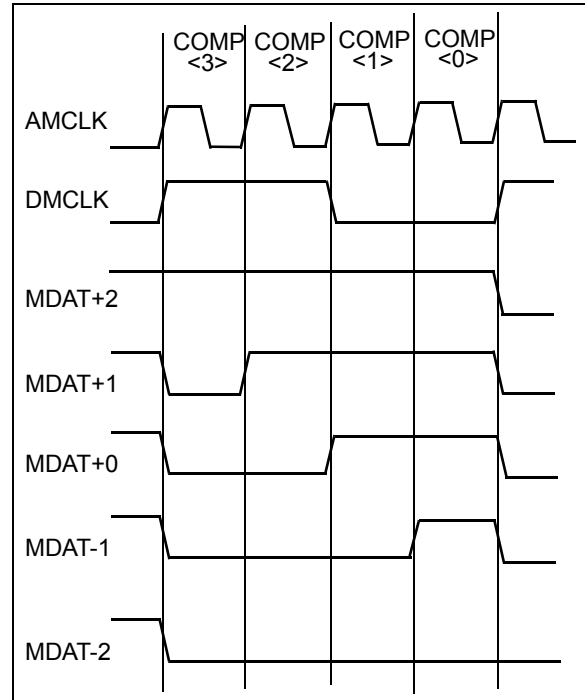 COMP COMP COMP COMP
<3> <2> <1> <0>
AMCLK
DMCLK
MDAT+2
MDAT+1
MDAT+0
MDAT-1
MDAT-2